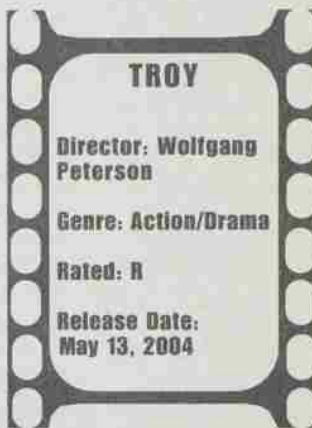 TROY
Director: Wolfgang
Peterson
Genre: Action/Drama
Rated: R
Release Date:
May 13, 2004